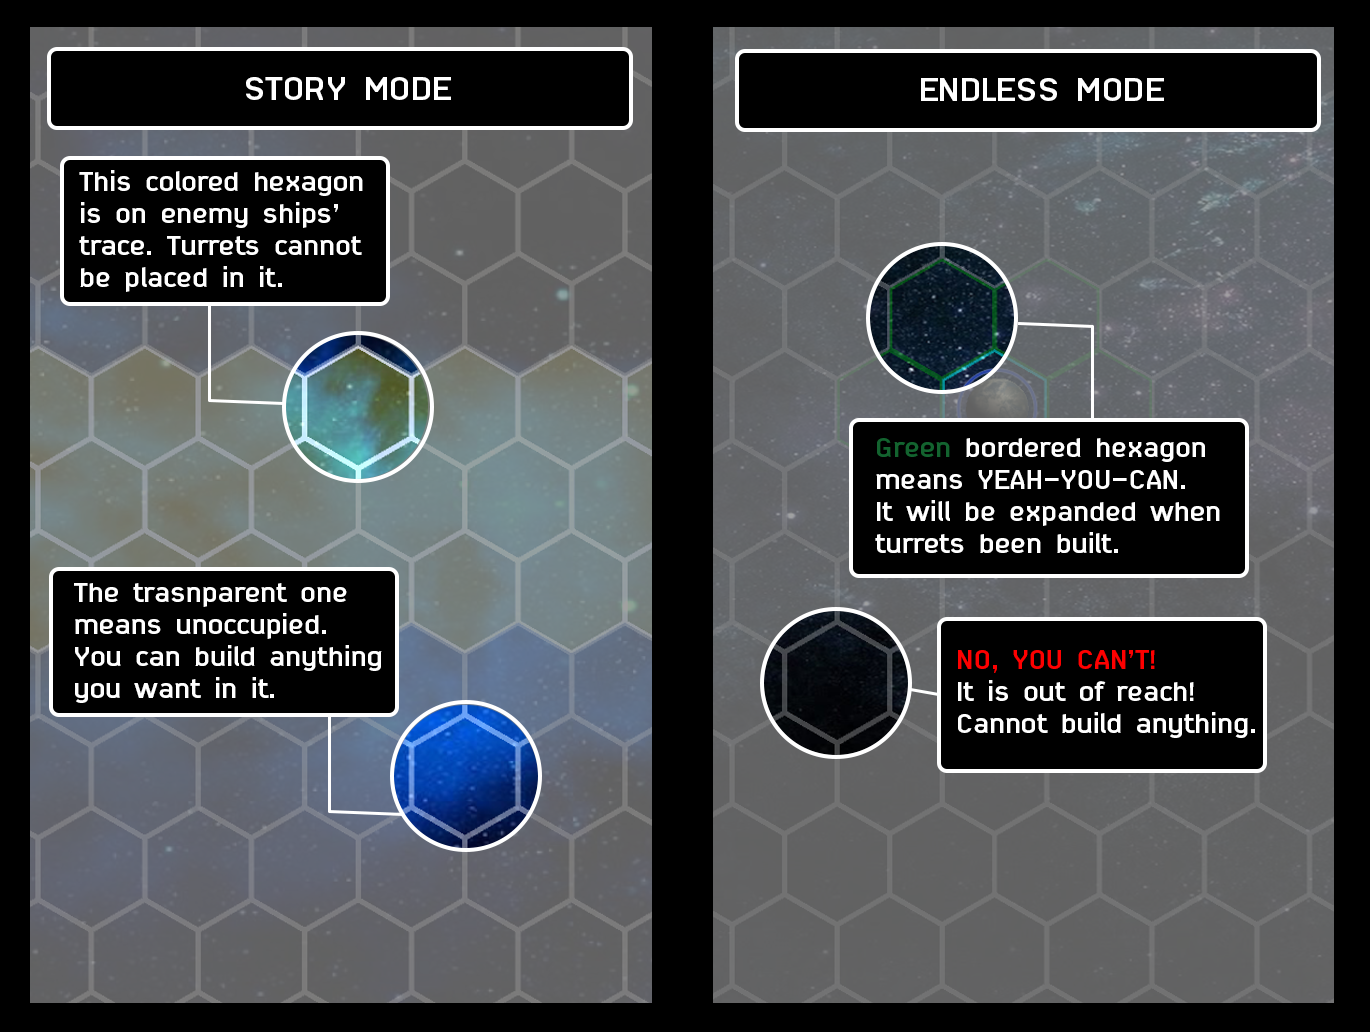 STORY MODE
This colored hexagon
is on enemy ships'
trace. Turrets cannot
be placed in it.
The trasnparent one
means unoccupied.
You can build anything
you want in it.
ENDLESS MODE
Green bordered hexagon
means YEAH-YOU-CAN.
It will be expanded when
turrets been built.
NO, YOU CAN'T!
It is out of reach!
Cannot build anything.